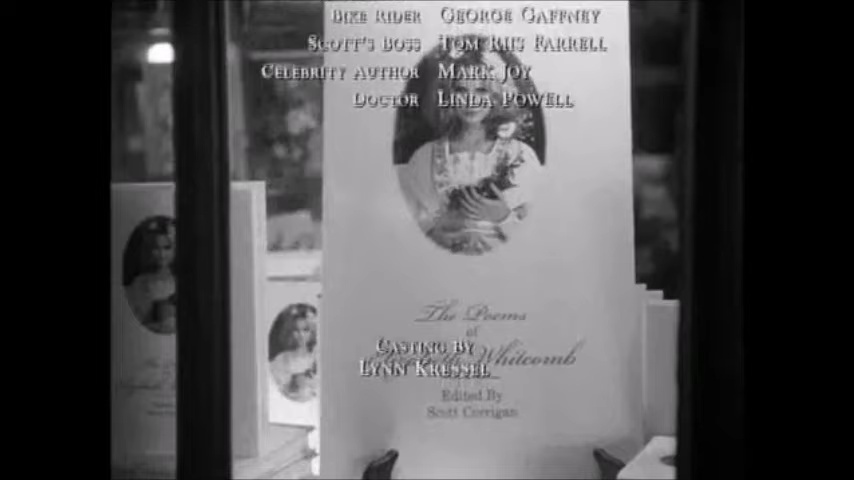 BIKE RIDER GEORGE GAFFNEY
SCOTT'S BOSS TOM RIIS FARRELL
CELEBRITY AUTHOR MARK JOY
DOCTOR LINDA POWELL
The Poems
of
Whitcomb
CASTING BY
LYNN KRESSEL
Edited By
Scott Corrigan